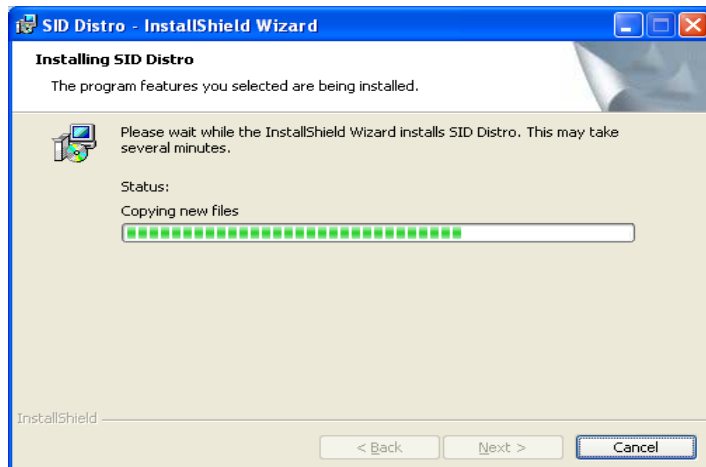 SID Distro - InstallShield Wizard
Installing SID Distro
The program features you selected are being installed.
Please wait while the InstallShield Wizard installs SID Distro. This may take
several minutes.
Status:
Copying new files
InstallShield
< Back Next > Cancel